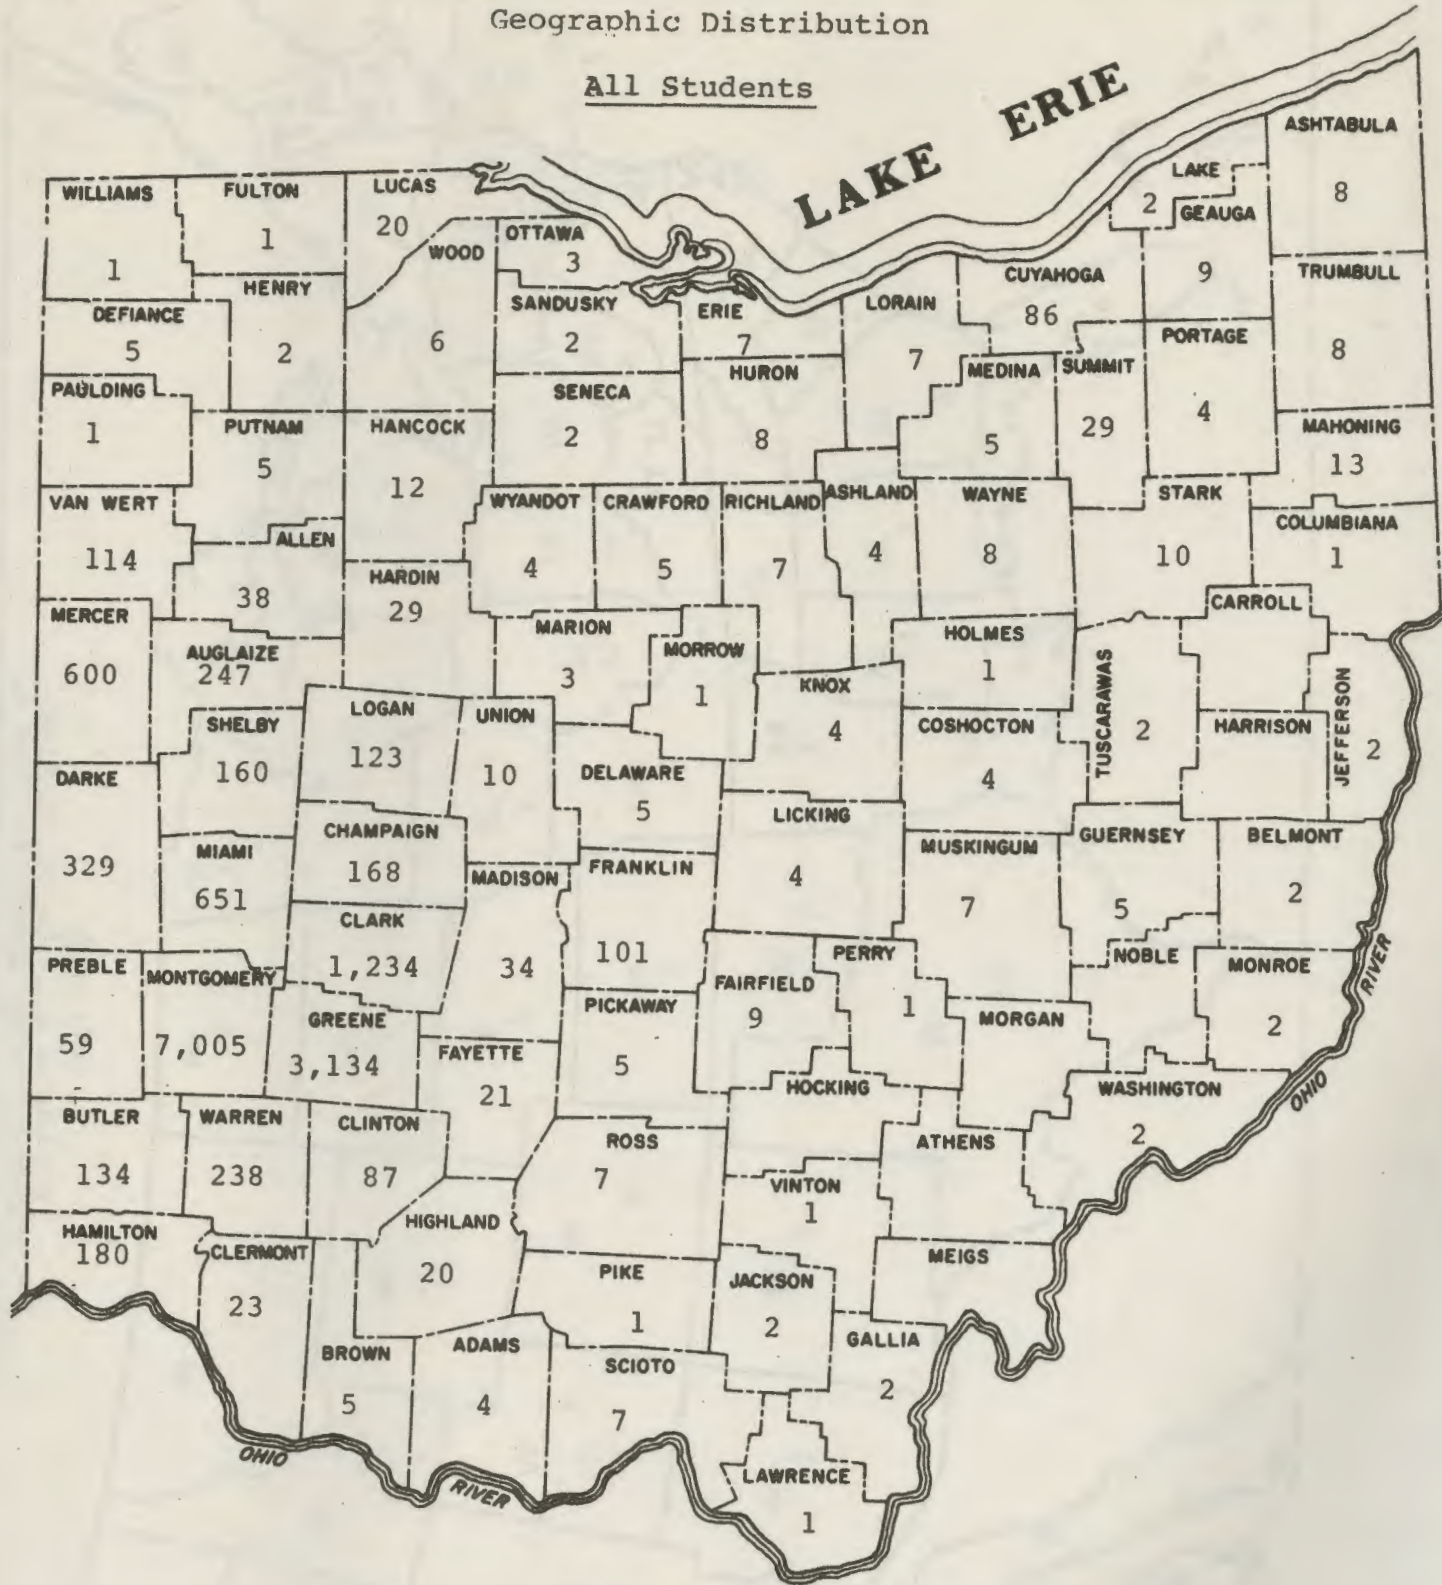 Geographic Distribution
All Students
LAKE ERIE
ASHTABULA
8
LAKE
2
GEAUGA
9
WILLIAMS
1
FULTON
1
LUCAS
20
WOOD
6
OTTAWA
3
CUYAHOGA
86
TRUMBULL
8
HENRY
2
SANDUSKY
2
ERIE
7
LORAIN
7
DEFIANCE
5
PORTAGE
4
SUMMIT
29
MEDINA
5
HURON
8
SENECA
2
PAULDING
1
PUTNAM
5
HANCOCK
12
MAHONING
13
VAN WERT
114
WYANDOT
4
CRAWFORD
5
RICHLAND
7
ASHLAND
4
WAYNE
8
STARK
10
COLUMBIANA
1
ALLEN
38
HARDIN
29
CARROLL
MERCER
600
AUGLAIZE
247
MARION
3
MORROW
1
HOLMES
1
KNOX
4
TUSCARAWAS
2
JEFFERSON
2
SHELBY
160
LOGAN
123
UNION
10
COSHOCTON
4
HARRISON
DARKE
329
DELAWARE
5
LICKING
4
CHAMPAIGN
168
MIAMI
651
MADISON
34
FRANKLIN
101
MUSKINGUM
7
GUERNSEY
5
BELMONT
2
CLARK
1,234
PREBLE
59
MONTGOMERY
7,005
PERRY
1
NOBLE
MONROE
2
FAIRFIELD
9
GREENE
3,134
PICKAWAY
5
MORGAN
FAYETTE
21
HOCKING
WASHINGTON
2
OHIO RIVER
BUTLER
134
WARREN
238
CLINTON
87
ROSS
7
ATHENS
VINTON
1
HAMILTON
180
CLERMONT
23
HIGHLAND
20
PIKE
1
JACKSON
2
MEIGS
BROWN
5
ADAMS
4
SCIOTO
7
GALLIA
2
OHIO RIVER
LAWRENCE
1